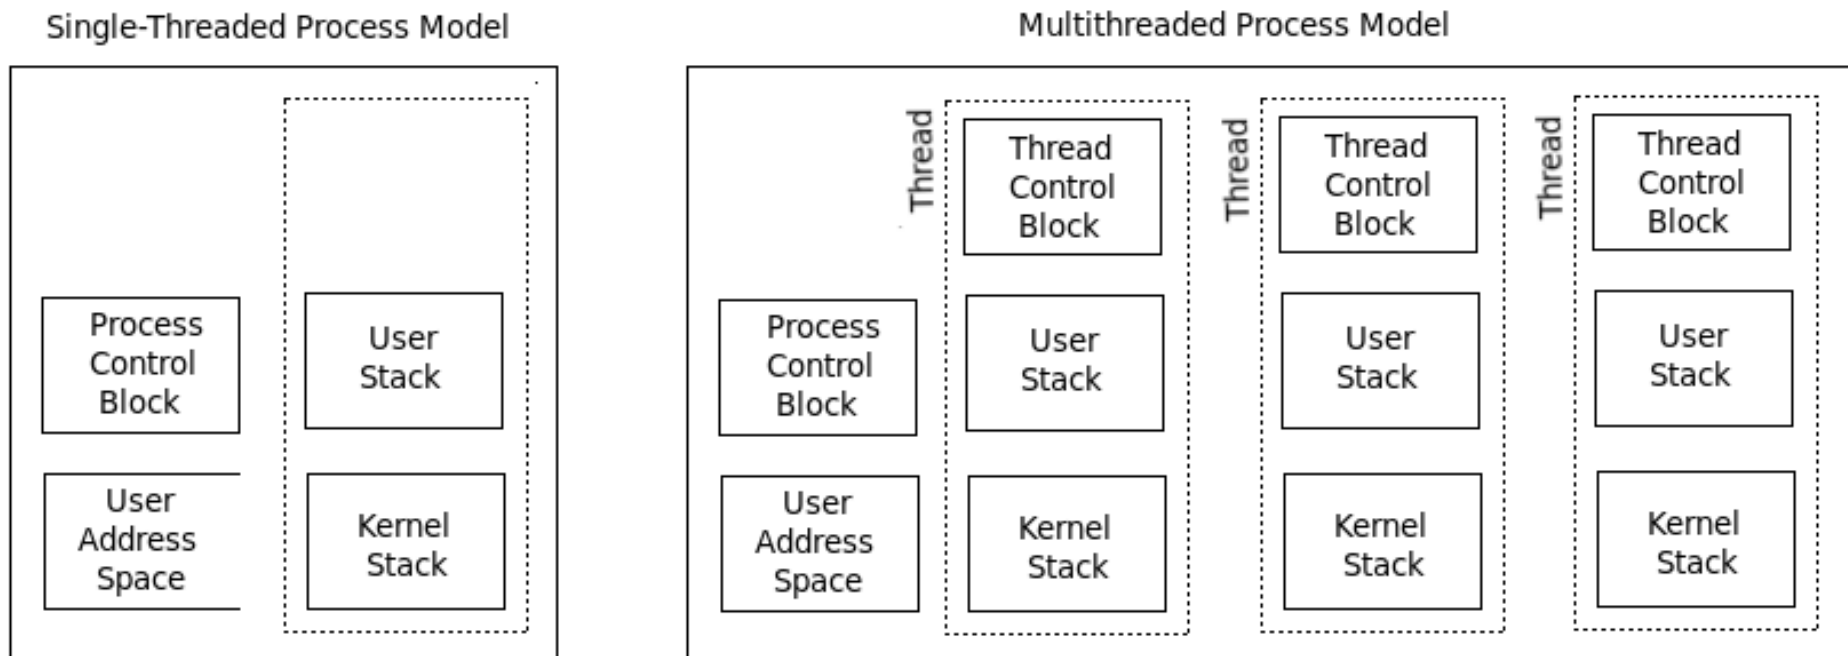 Single-Threaded Process Model
Process
Control
Block
User
Stack
User
Address
Space
Kernel
Stack
Multithreaded Process Model
Thread
Thread
Control
Block
Thread
Thread
Control
Block
Thread
Thread
Control
Block
Process
Control
Block
User
Stack
User
Stack
User
Stack
User
Address
Space
Kernel
Stack
Kernel
Stack
Kernel
Stack